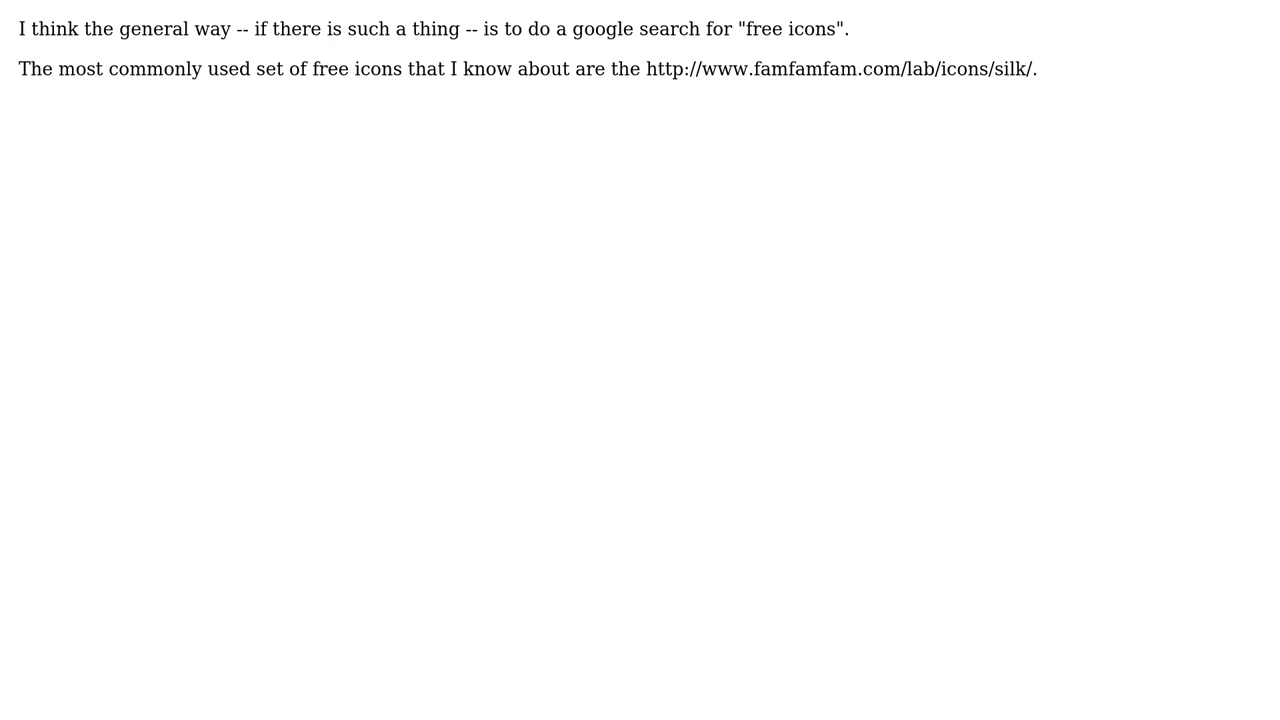 I think the general way -- if there is such a thing -- is to do a google search for "free icons".
The most commonly used set of free icons that I know about are the http://www.famfamfam.com/lab/icons/silk/.